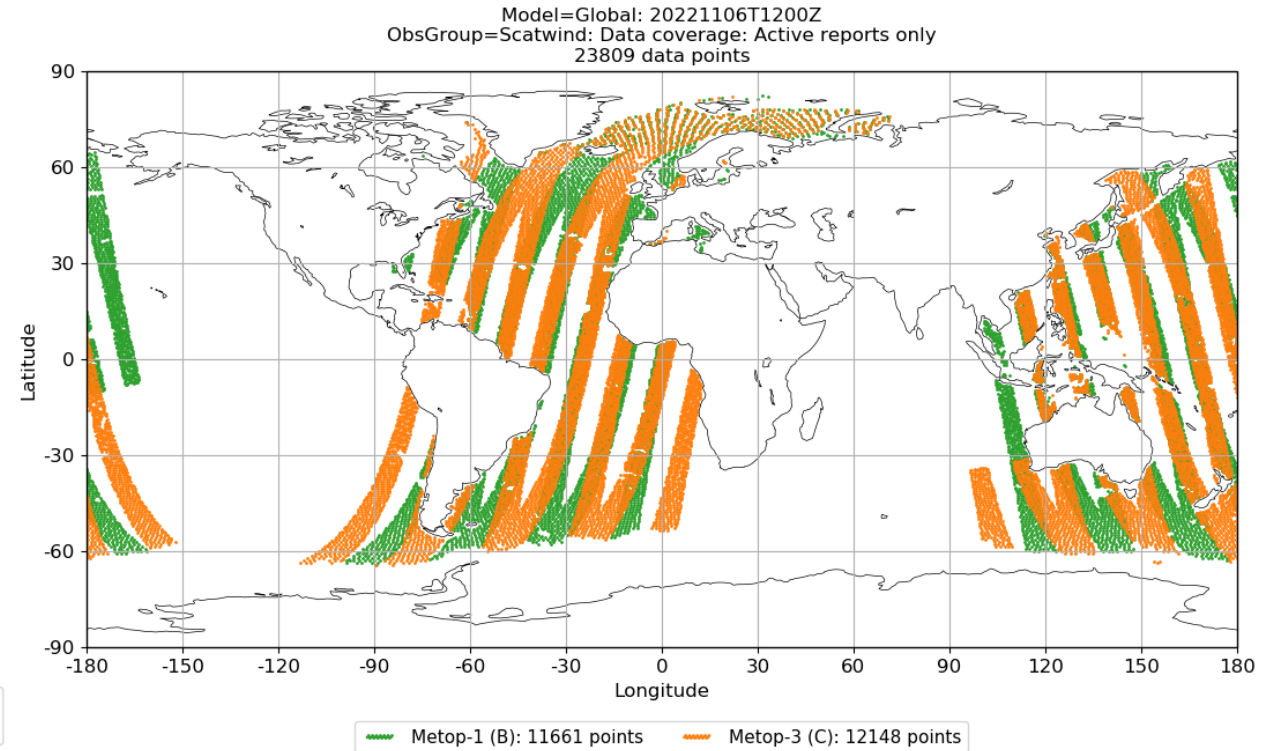 Model=Global: 20221106T1200Z
ObsGroup=Scatwind: Data coverage: Active reports only
23809 data points
90
60
30
0
-30
-60
-90
Latitude
-180 -150 -120 -90 -60 -30 0 30 60 90 120 150 180
Longitude
Metop-1 (B): 11661 points Metop-3 (C): 12148 points